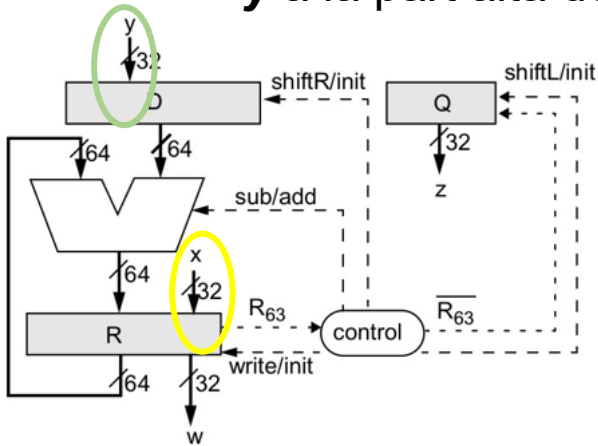 y
32
shiftR/init
shiftL/init
D
Q
64
64
32
z
sub/add
x
64
32
R
R63
control
R63
write/init
64
32
w